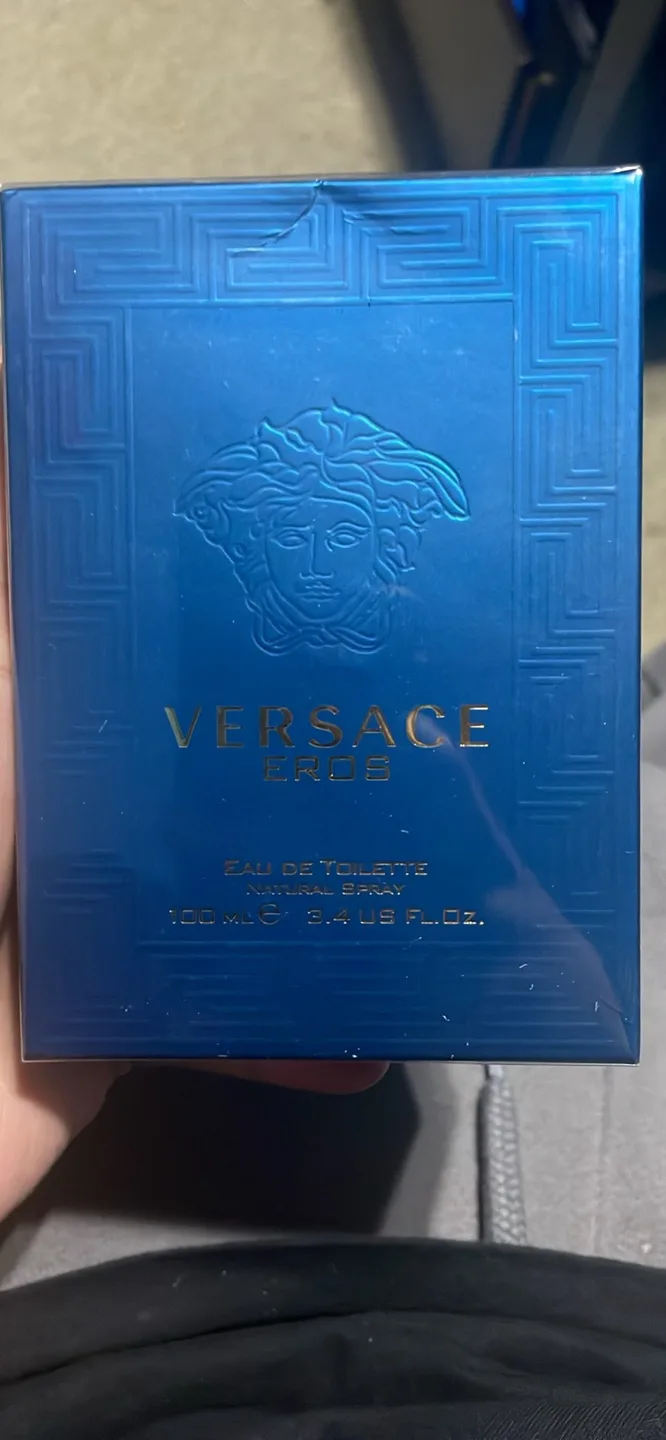 VERSACE
EROS
EAU DE TOILETTE
NATURAL SPRAY
100 ML ℮ 3.4 US FL.OZ.